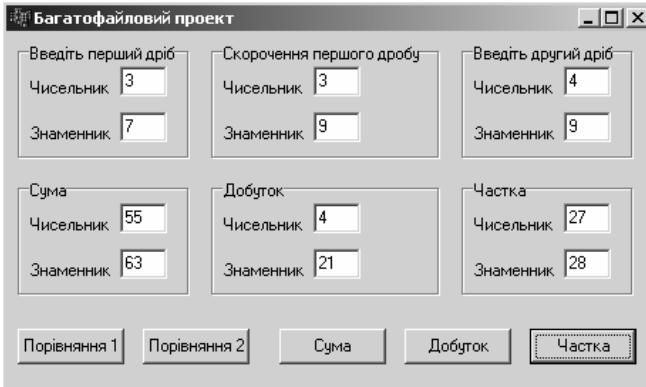 Багатофайловий проект
Введіть перший дріб Скорочення першого дробу Введіть другий дріб
Чисельник 3 Чисельник 3 Чисельник 4
Знаменник 7 Знаменник 9 Знаменник 9
Сума Добуток Частка
Чисельник 55 Чисельник 4 Чисельник 27
Знаменник 63 Знаменник 21 Знаменник 28
Порівняння 1 Порівняння 2 Сума Добуток Частка